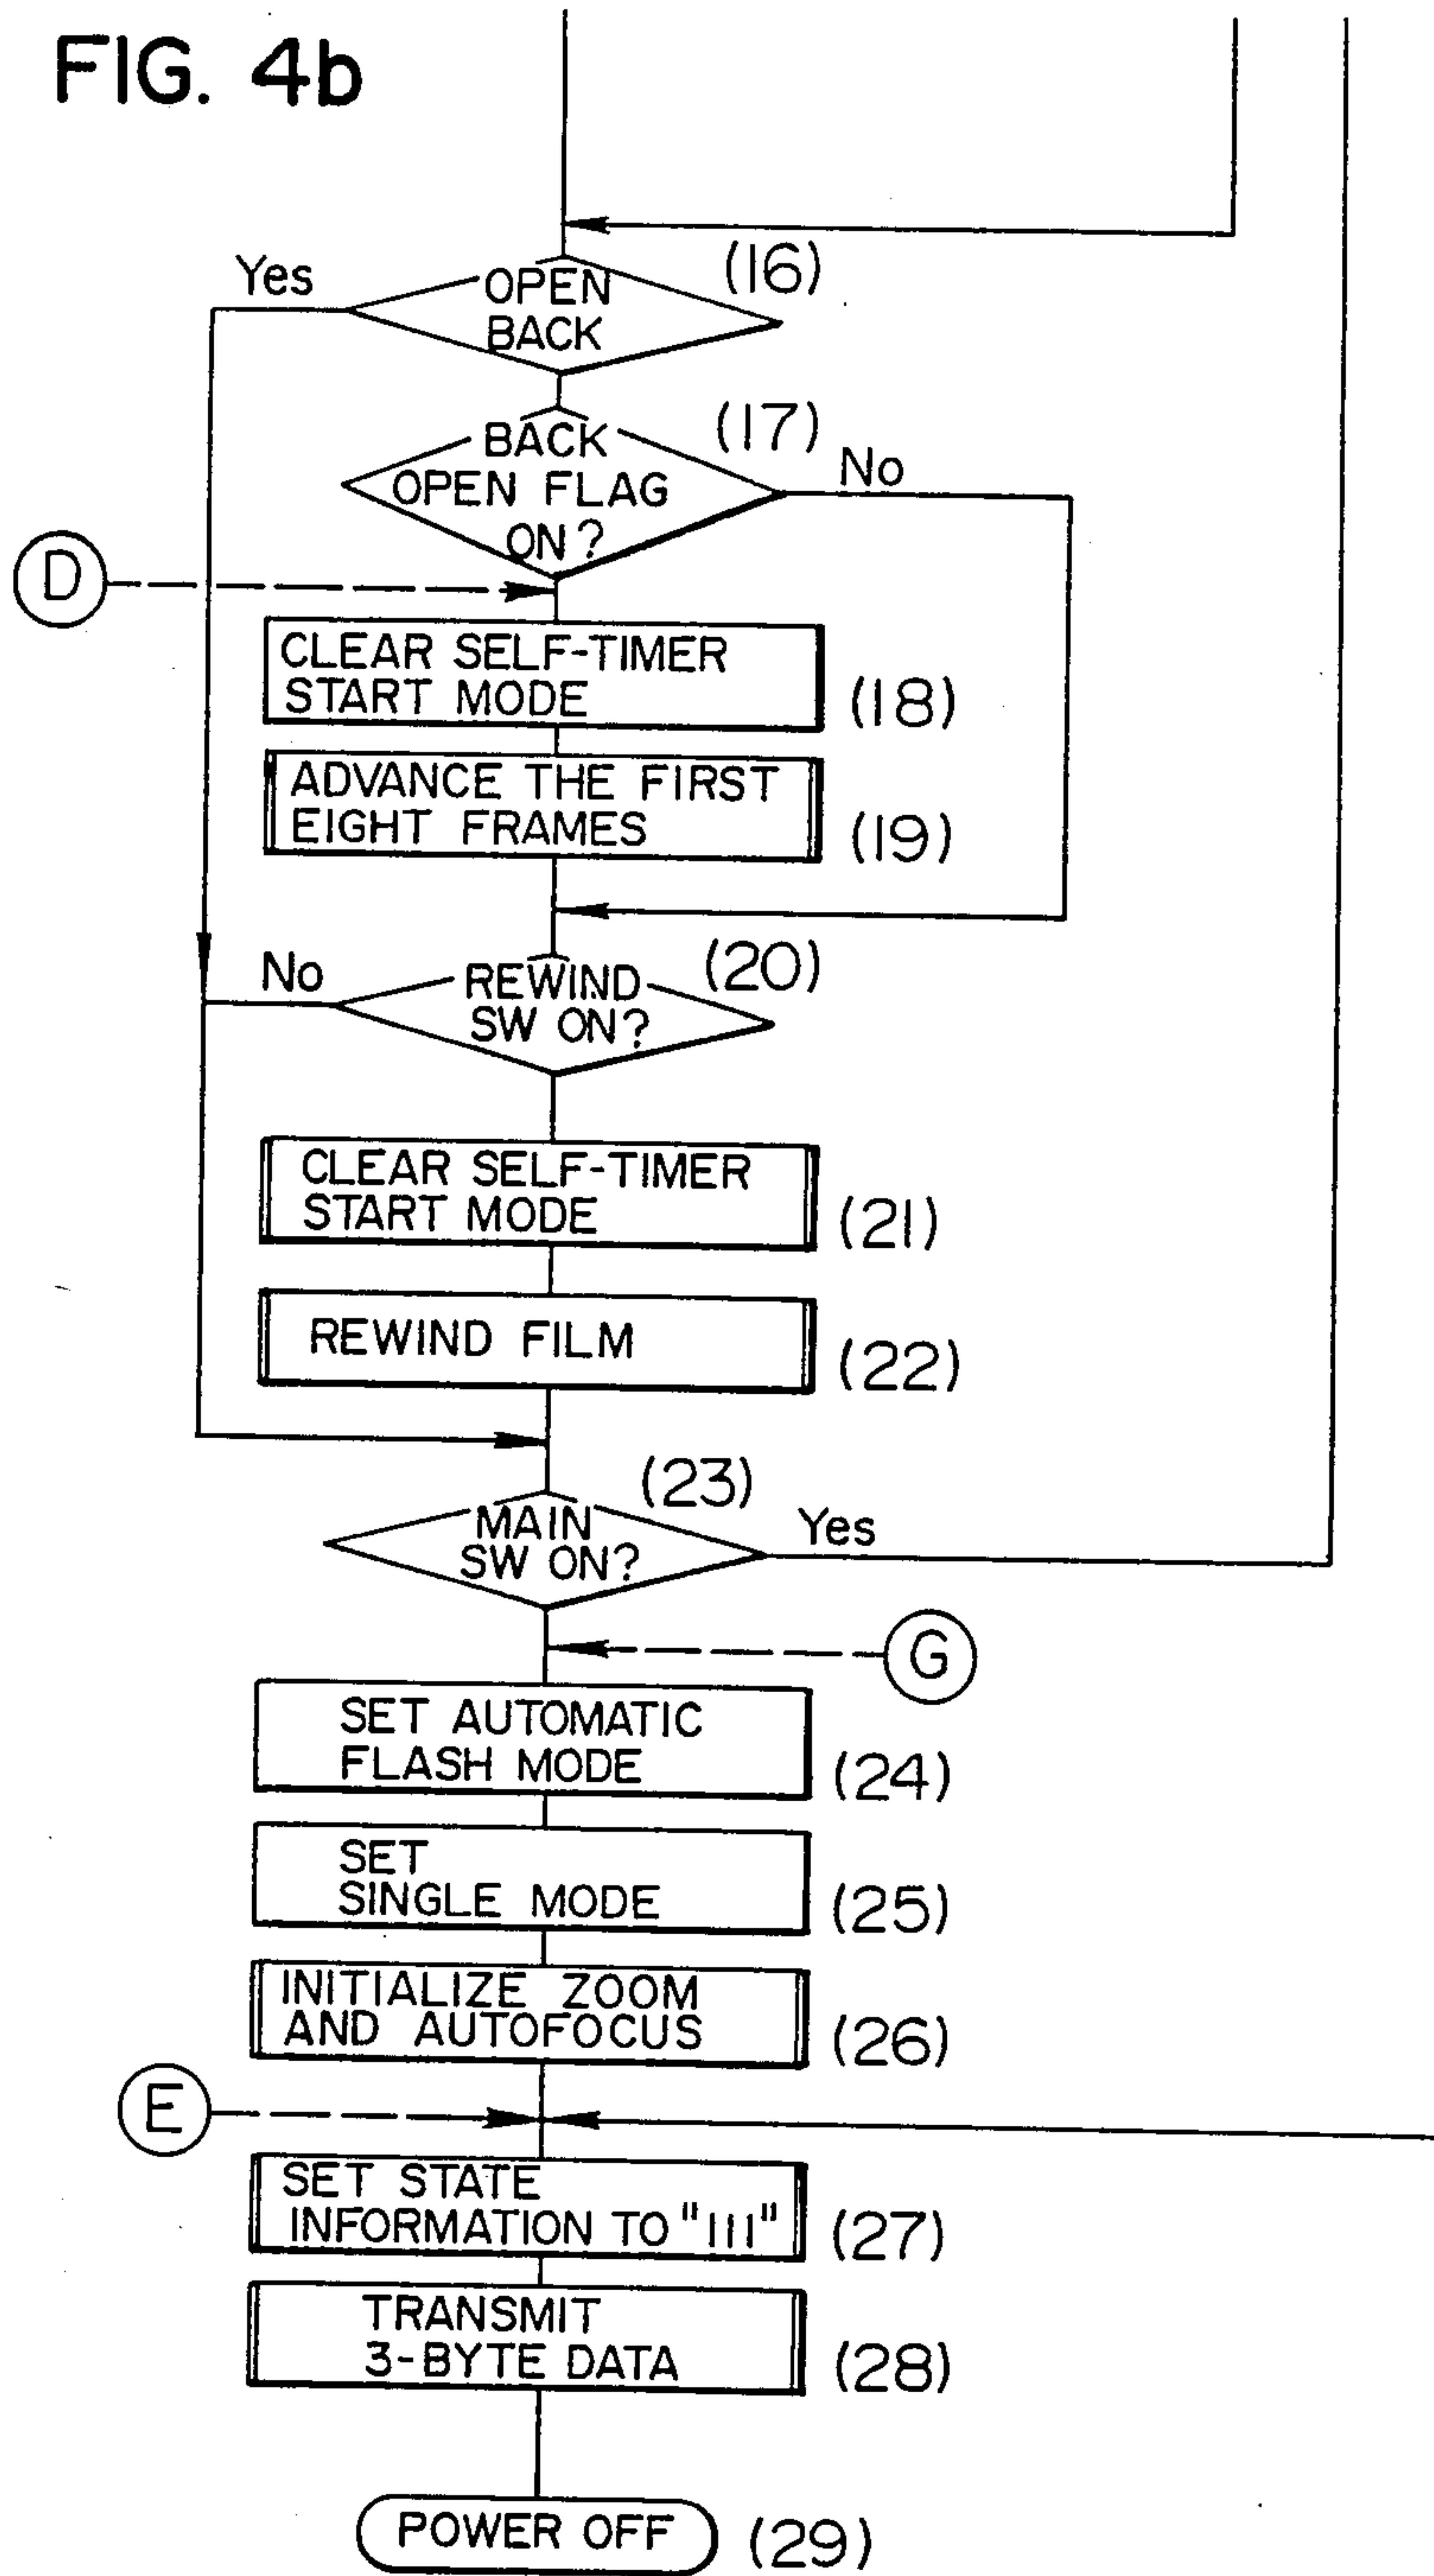 FIG. 4b
(16)
Yes
OPEN
BACK
(17)
BACK
No
OPEN FLAG
ON?
D
CLEAR SELF-TIMER
START MODE
(18)
ADVANCE THE FIRST
EIGHT FRAMES
(19)
(20)
No
REWIND
SW ON?
CLEAR SELF-TIMER
START MODE
(21)
REWIND FILM
(22)
(23)
MAIN
Yes
SW ON?
G
SET AUTOMATIC
FLASH MODE
(24)
SET
SINGLE MODE
(25)
INITIALIZE ZOOM
AND AUTOFOCUS
(26)
E
SET STATE
INFORMATION TO "111"
(27)
TRANSMIT
3-BYTE DATA
(28)
POWER OFF
(29)